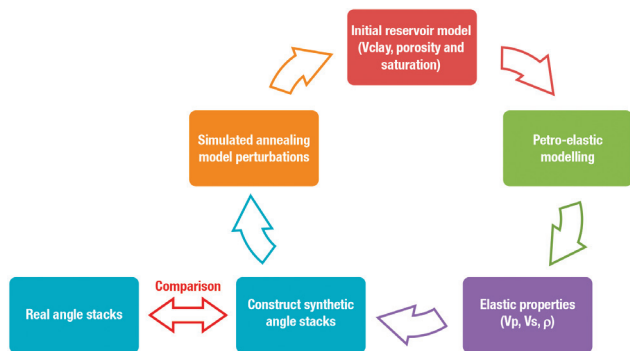 Initial reservoir model
(Vclay, porosity and
saturation)
Simulated annealing
model perturbations
Petro-elastic
modelling
Comparison
Real angle stacks
Construct synthetic
angle stacks
Elastic properties
(Vp, Vs, ρ)